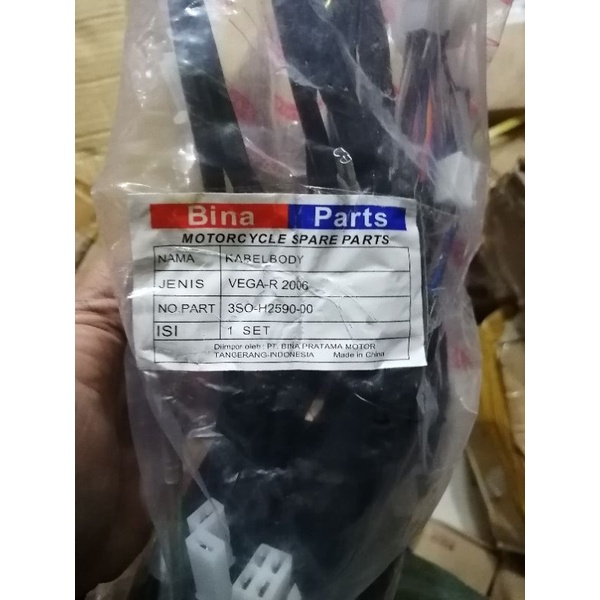 Bina Parts
MOTORCYCLE SPARE PARTS
NAMA KABELBODY
JENIS VEGA-R 2006
NO.PART 3SO-H2590-00
ISI 1 SET
Diimpor oleh : PT. BINA PRATAMA MOTOR
TANGERANG-INDONESIA Made in China